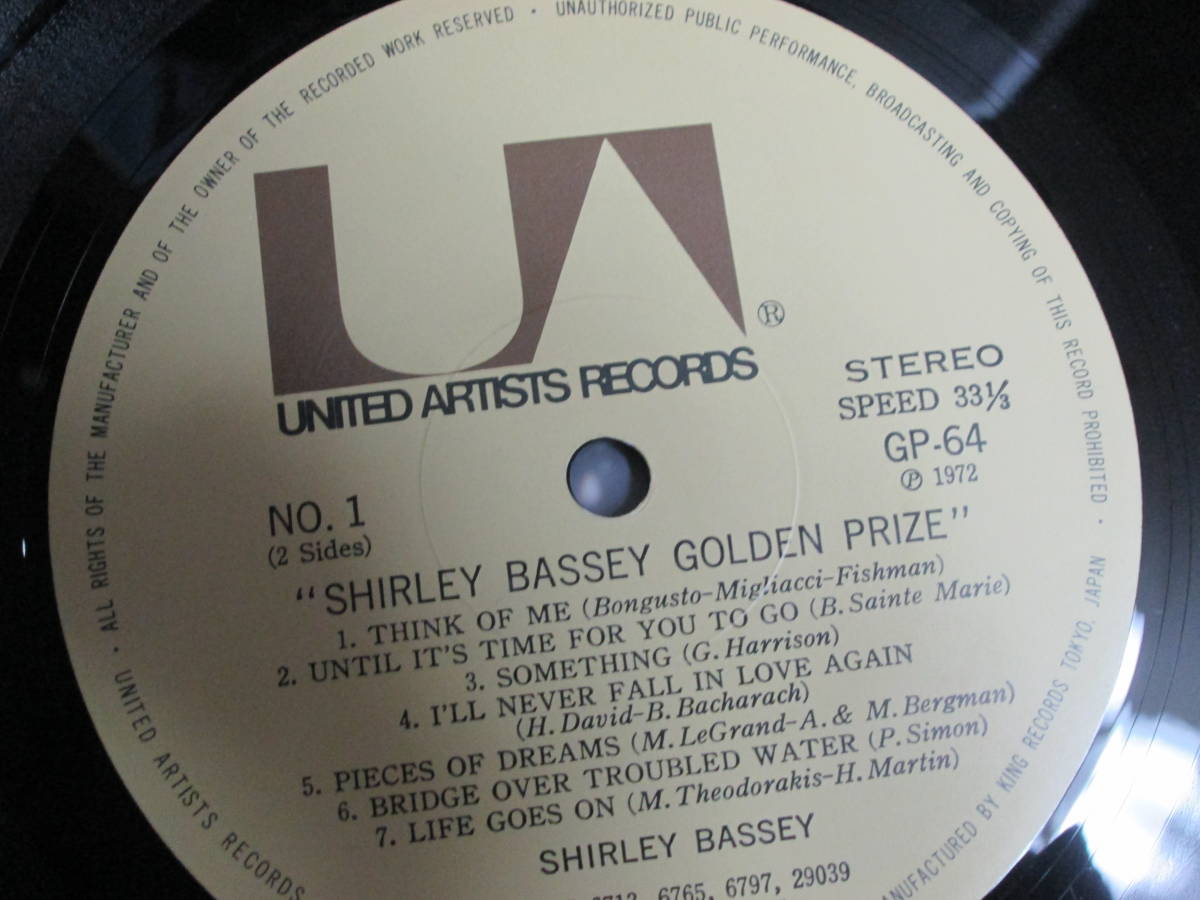 ALL RIGHTS OF THE MANUFACTURER AND OF THE OWNER OF THE RECORDED WORK RESERVED • UNAUTHORIZED PUBLIC PERFORMANCE, BROADCASTING AND COPYING OF THIS RECORD PROHIBITED •
UA ®
UNITED ARTISTS RECORDS
STEREO
SPEED 33⅓
GP-64
Ⓟ 1972
NO. 1
(2 Sides)
"SHIRLEY BASSEY GOLDEN PRIZE"
1. THINK OF ME (Bongusto-Migliacci-Fishman)
2. UNTIL IT'S TIME FOR YOU TO GO (B. Sainte Marie)
3. SOMETHING (G. Harrison)
4. I'LL NEVER FALL IN LOVE AGAIN
(H. David-B. Bacharach)
5. PIECES OF DREAMS (M. LeGrand-A. & M. Bergman)
6. BRIDGE OVER TROUBLED WATER (P. Simon)
7. LIFE GOES ON (M. Theodorakis-H. Martin)
SHIRLEY BASSEY
6765, 6797, 29039
• UNITED ARTISTS RECORDS
MANUFACTURED BY KING RECORDS TOKYO, JAPAN